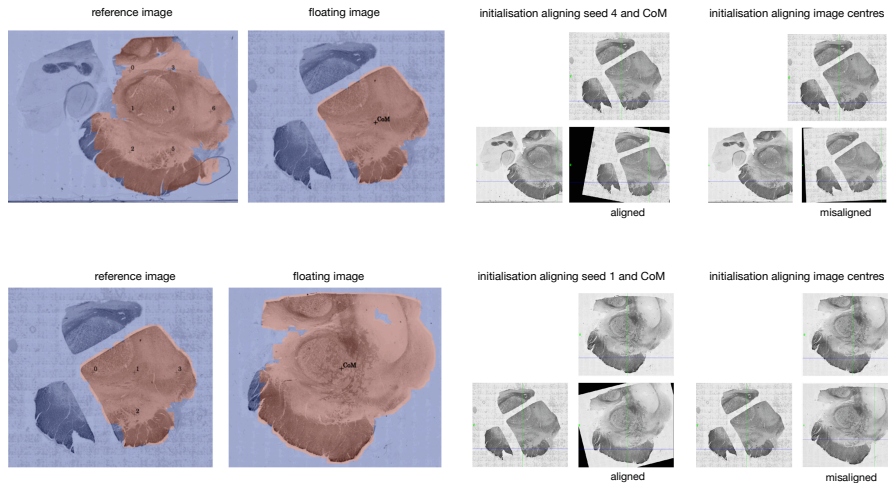 reference image
floating image
initialisation aligning seed 4 and CoM
initialisation aligning image centres
0
3
1
4
6
2
5
CoM
aligned
misaligned
reference image
floating image
initialisation aligning seed 1 and CoM
initialisation aligning image centres
0
1
3
2
CoM
aligned
misaligned